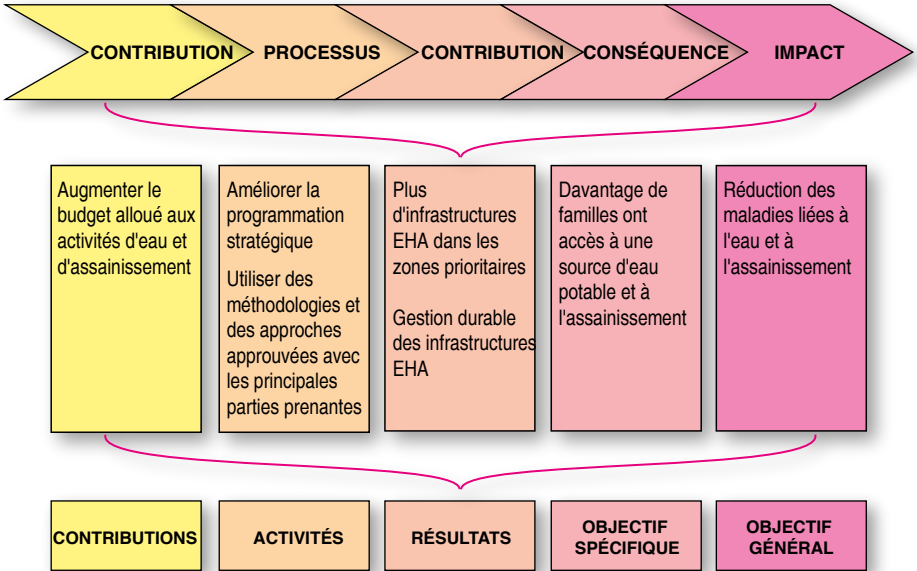 CONTRIBUTION PROCESSUS CONTRIBUTION CONSÉQUENCE IMPACT
Augmenter le
budget alloué aux
activités d'eau et
d'assainissement
Améliorer la
programmation
stratégique
Utiliser des
méthodologies et
des approches
approuvées avec
les principales
parties prenantes
Plus
d'infrastructures
EHA dans les
zones prioritaires
Gestion durable
des infrastructures
EHA
Davantage de
familles ont
accès à une
source d'eau
potable et à
l'assainissement
Réduction des
maladies liées à
l'eau et à
l'assainissement
CONTRIBUTIONS
ACTIVITÉS
RÉSULTATS
OBJECTIF
SPÉCIFIQUE
OBJECTIF
GÉNÉRAL